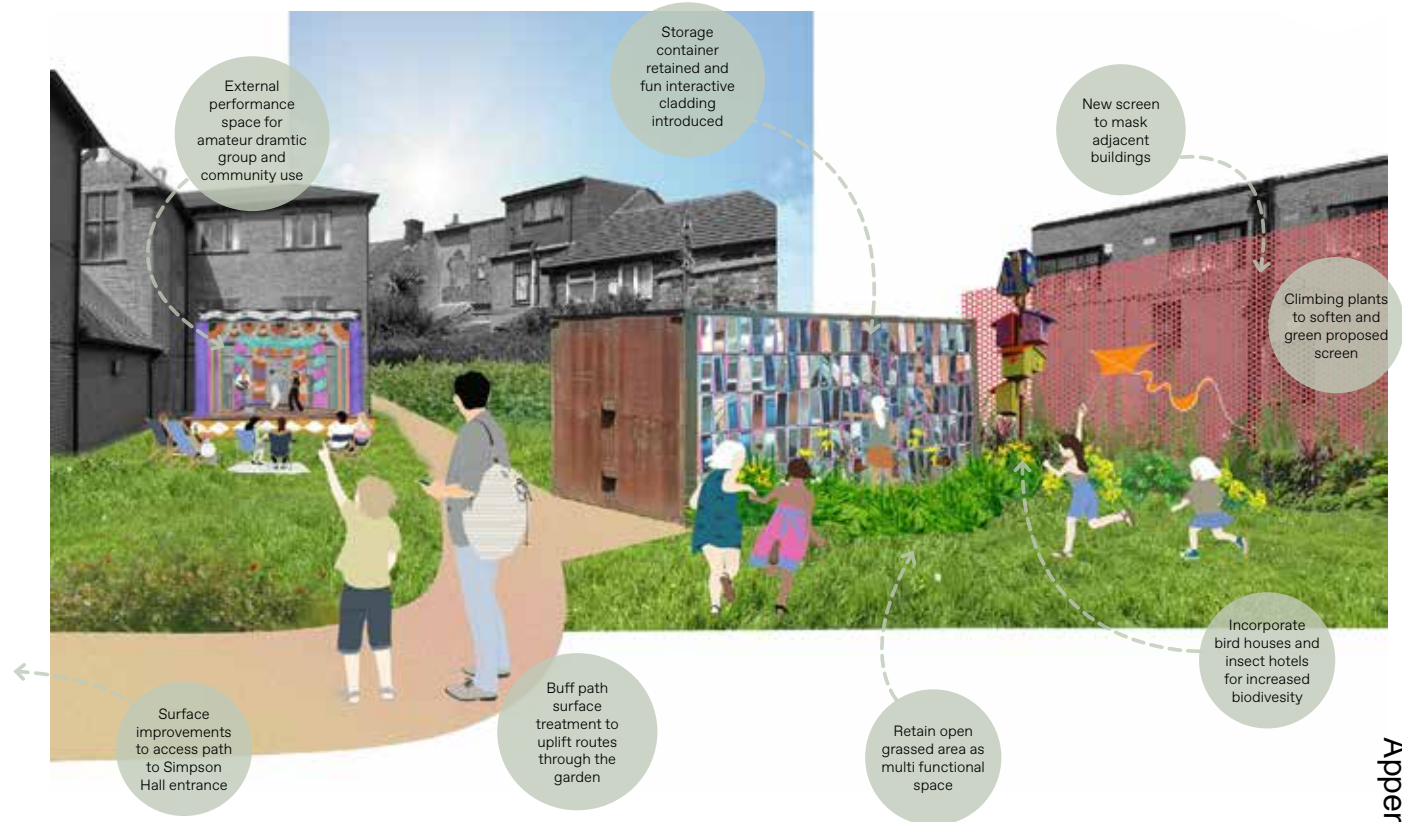 External
performance
space for
amateur dramtic
group and
community use
Storage
container
retained and
fun interactive
cladding
introduced
New screen
to mask
adjacent
buildings
Climbing plants
to soften and
green proposed
screen
Surface
improvements
to access path
to Simpson
Hall entrance
Buff path
surface
treatment to
uplift routes
through the
garden
Retain open
grassed area as
multi functional
space
Incorporate
bird houses and
insect hotels
for increased
biodivesity
Apper